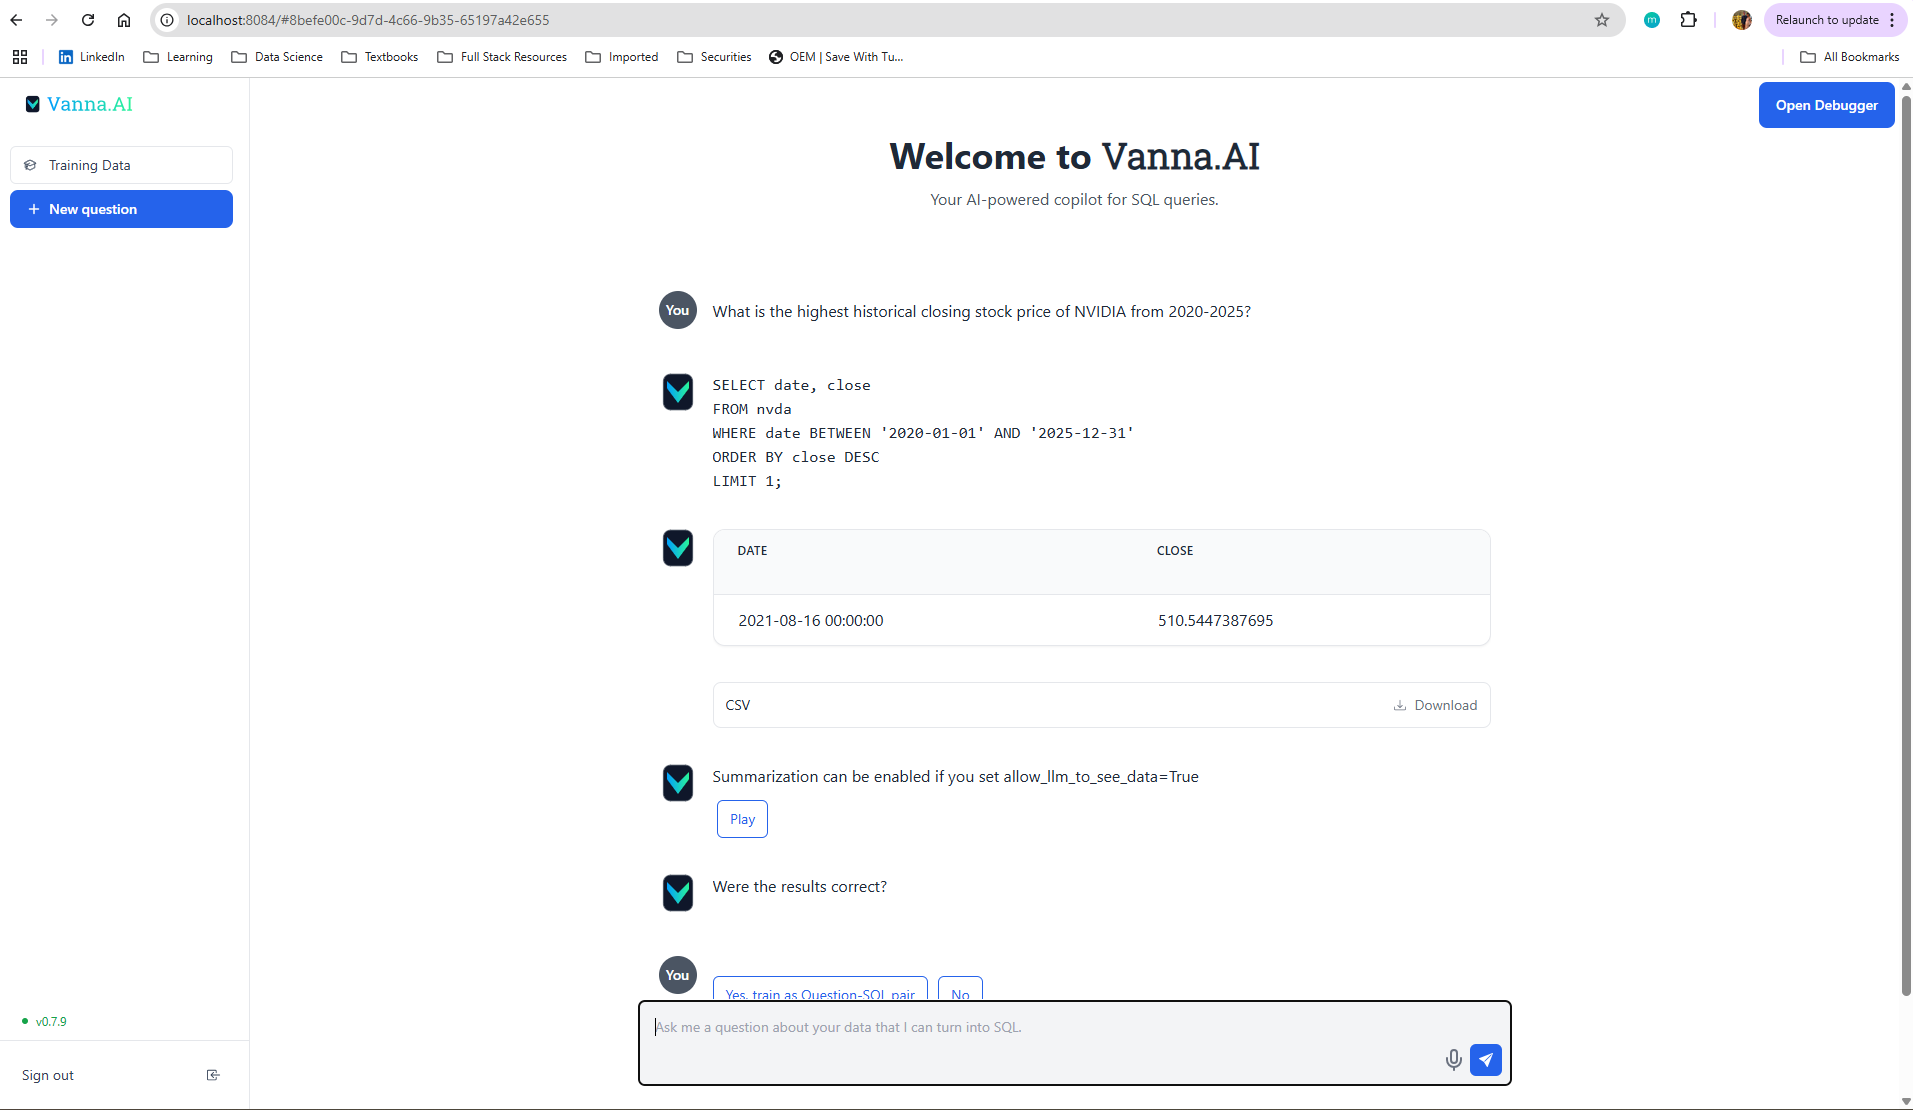 localhost:8084/#8befe00c-9d7d-4c66-9b35-65197a42e655
m
Relaunch to update
LinkedIn
Learning
Data Science
Textbooks
Full Stack Resources
Imported
Securities
OEM | Save With Tu...
All Bookmarks
Vanna.AI
Open Debugger
Training Data
+ New question
Welcome to Vanna.AI
Your AI-powered copilot for SQL queries.
You
What is the highest historical closing stock price of NVIDIA from 2020-2025?
SELECT date, close
FROM nvda
WHERE date BETWEEN '2020-01-01' AND '2025-12-31'
ORDER BY close DESC
LIMIT 1;
DATE CLOSE
2021-08-16 00:00:00 510.5447387695
CSV Download
Summarization can be enabled if you set allow_llm_to_see_data=True
Play
Were the results correct?
You
Yes, train as Question-SQL pair No
Ask me a question about your data that I can turn into SQL.
v0.7.9
Sign out